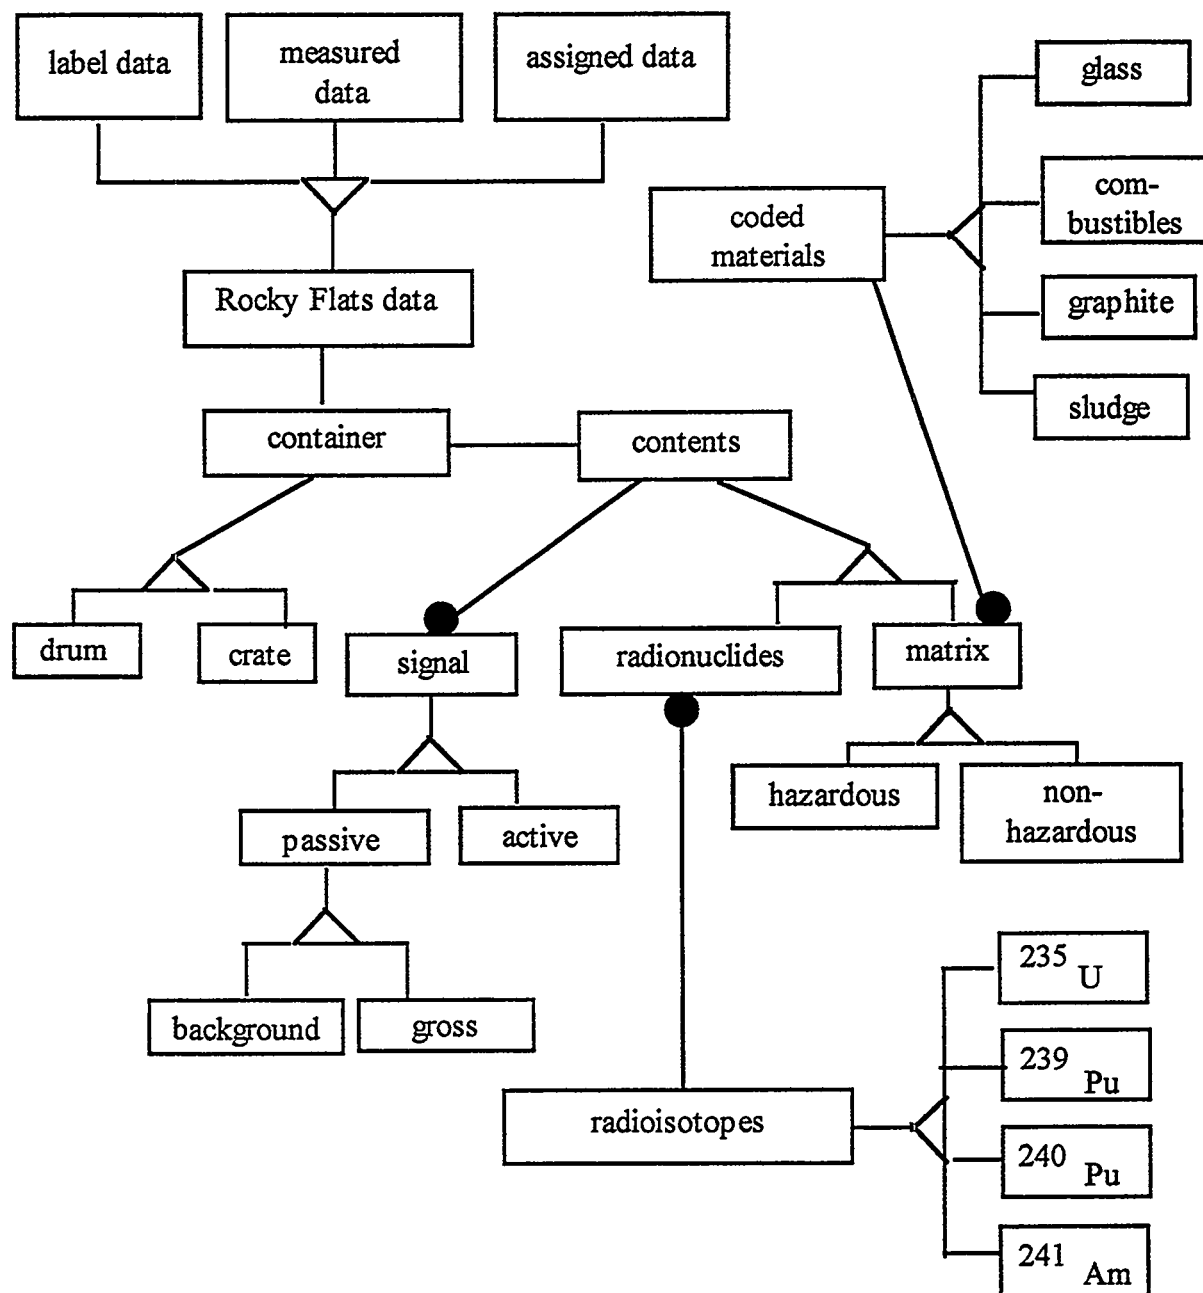 label data
measured
data
assigned data
glass
com-
bustibles
graphite
sludge
coded
materials
Rocky Flats data
container
contents
drum
crate
signal
radionuclides
matrix
passive
active
hazardous
non-
hazardous
background
gross
radioisotopes
235 U
239 Pu
240 Pu
241 Am